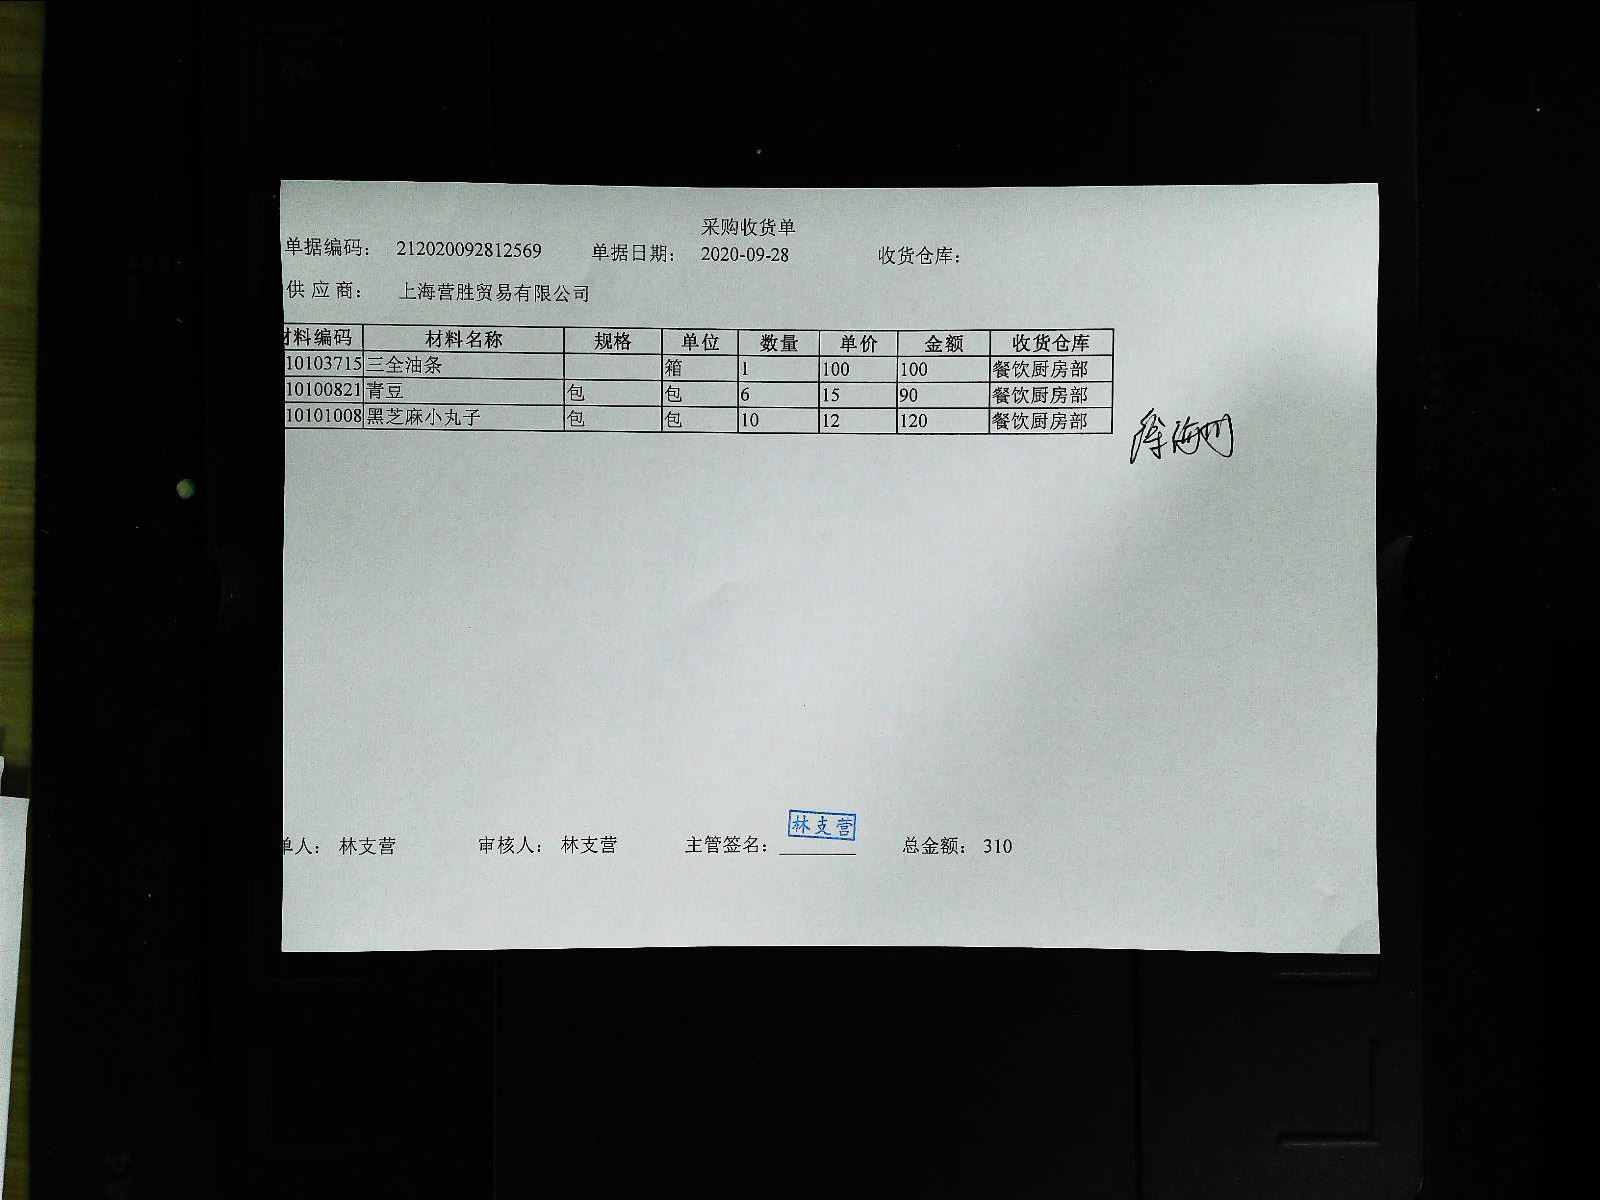 采购收货单
单据编码： 212020092812569 单据日期： 2020-09-28 收货仓库：
供 应 商： 上海营胜贸易有限公司
材料编码 材料名称 规格 单位 数量 单价 金额 收货仓库
10103715 三全油条 箱 1 100 100 餐饮厨房部
10100821 青豆 包 包 6 15 90 餐饮厨房部
10101008 黑芝麻小丸子 包 包 10 12 120 餐饮厨房部
林支营
单人： 林支营 审核人： 林支营 主管签名： 总金额： 310